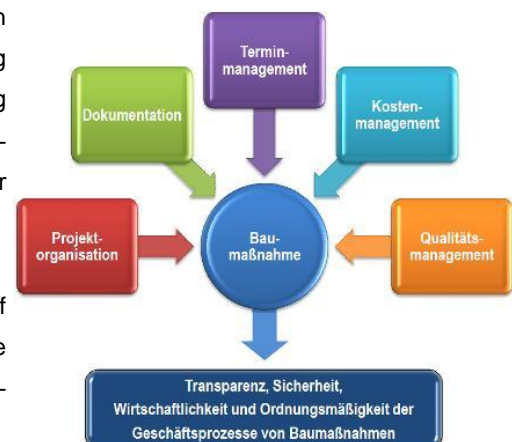 n
g
g
–
r
f
e
–
Termin-
management
Dokumentation
Kosten-
management
Projekt-
organisation
Bau-
maßnahme
Qualitäts-
management
Transparenz, Sicherheit,
Wirtschaftlichkeit und Ordnungsmäßigkeit der
Geschäftsprozesse von Baumaßnahmen